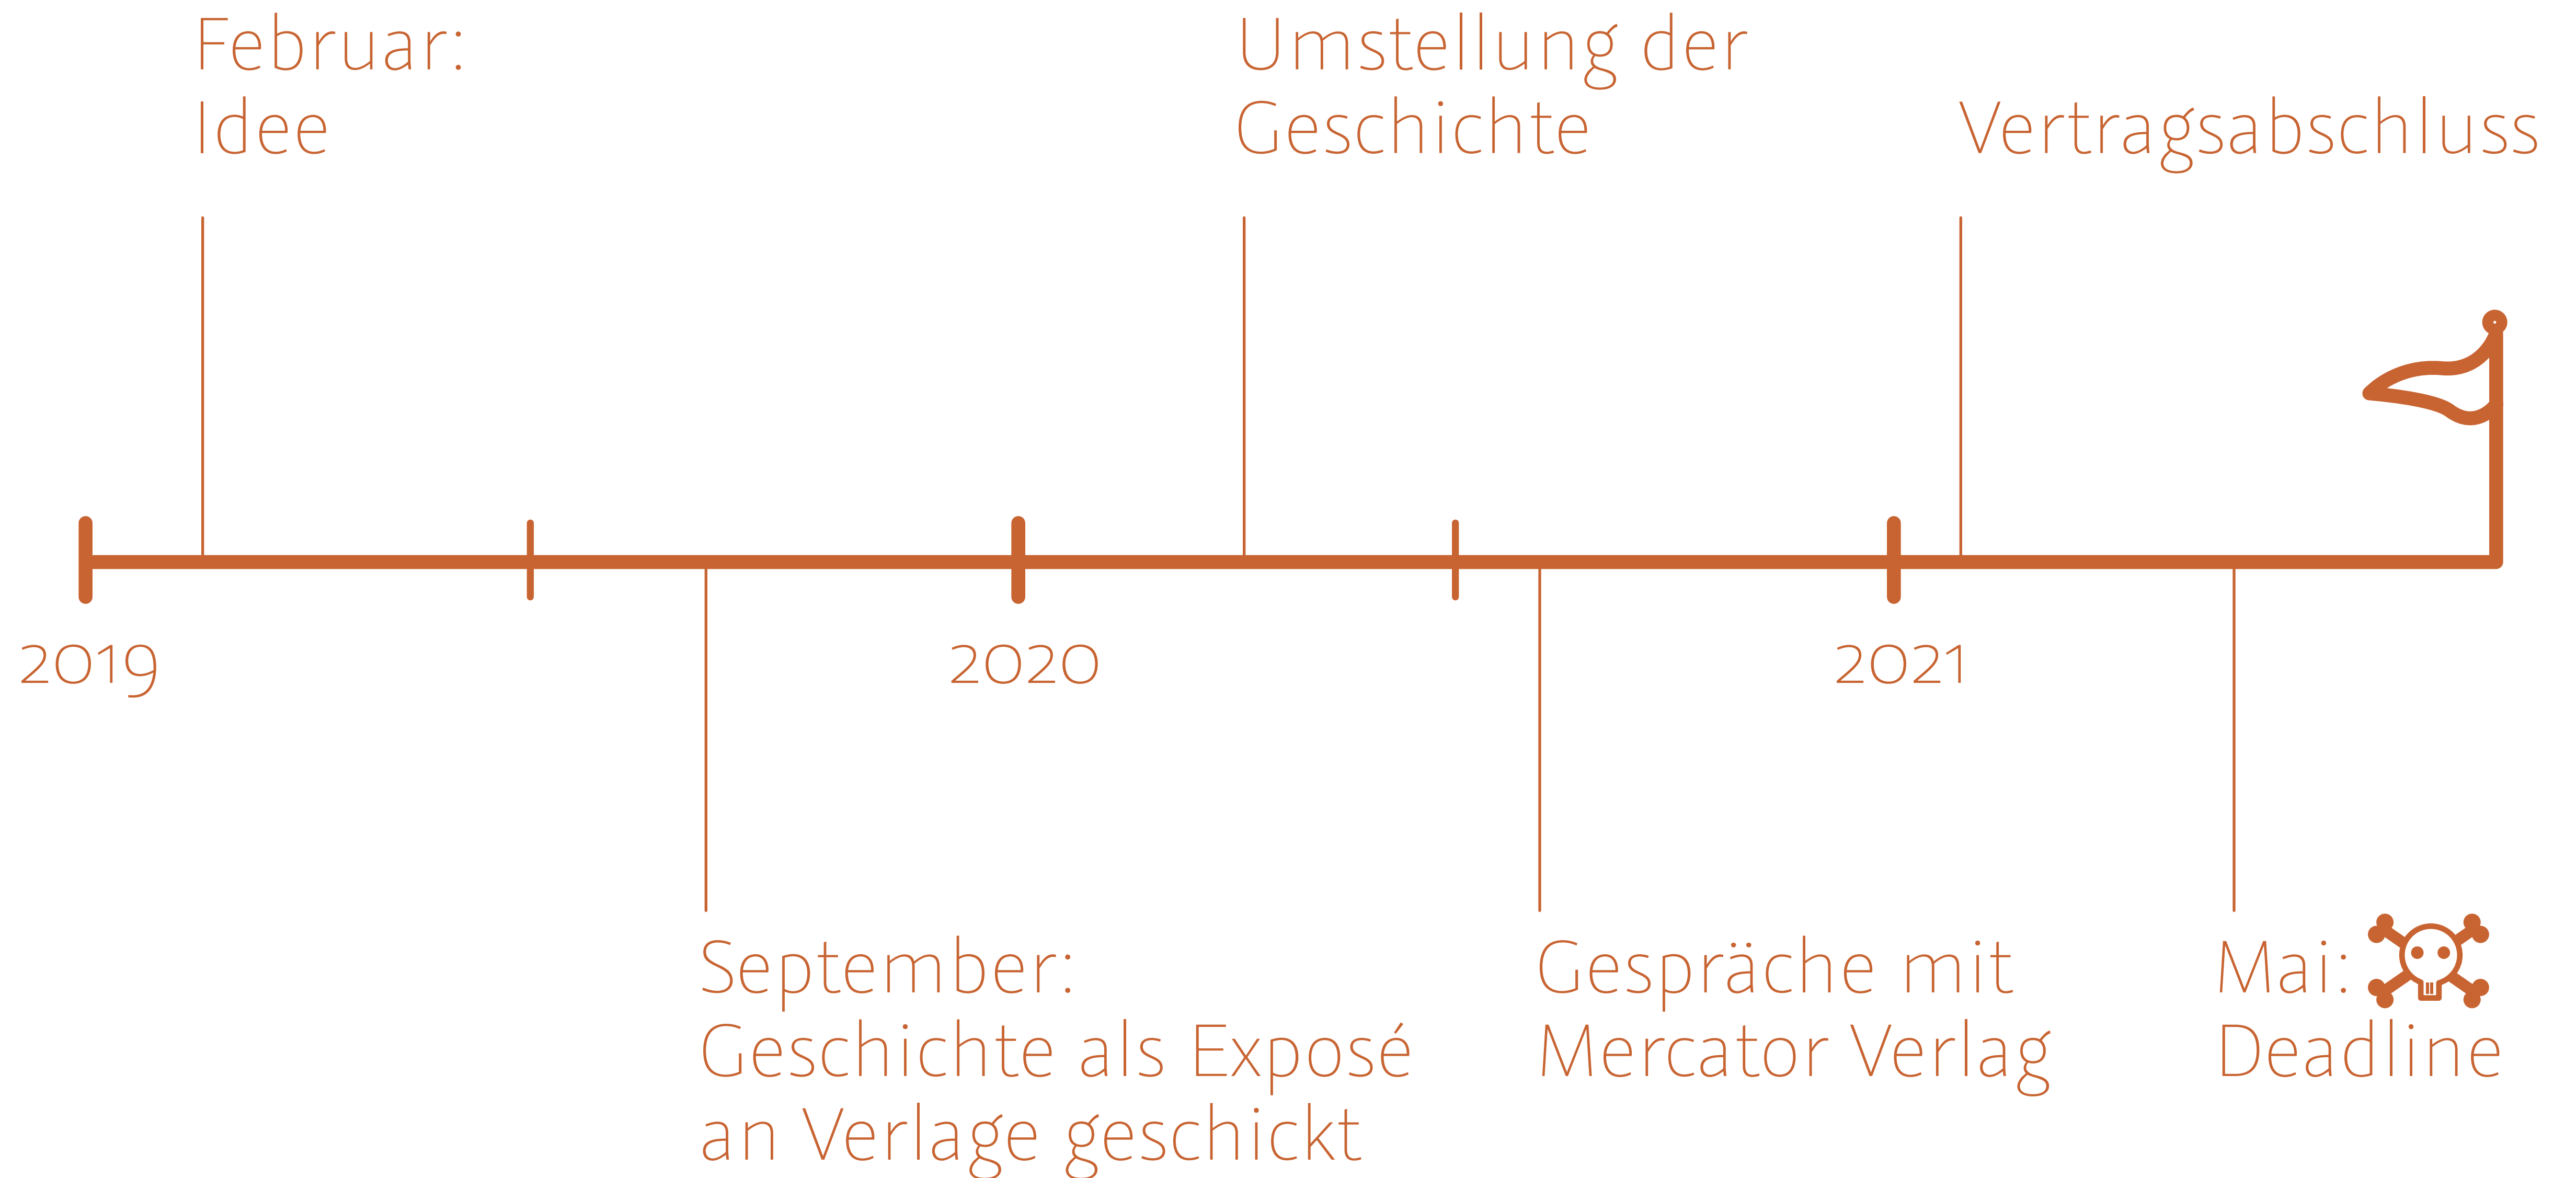 Februar:
Idee
Umstellung der
Geschichte
Vertragsabschluss
2019
2020
2021
September:
Geschichte als Exposé
an Verlage geschickt
Gespräche mit
Mercator Verlag
Mai:
Deadline